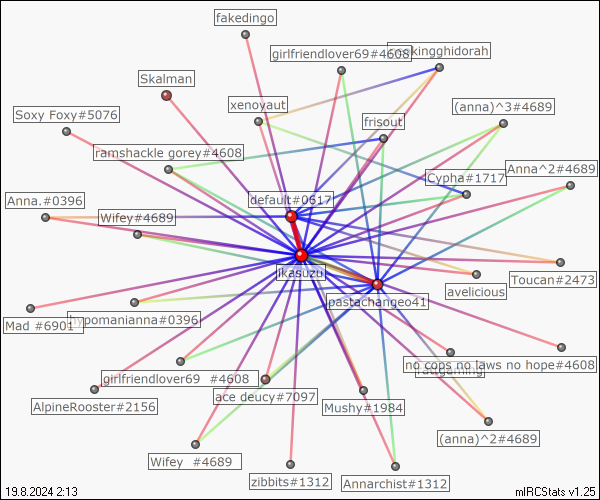 fakedingo
girlfriendlover69#4608
kingghidorah
Skalman
xenoyaut
(anna)^3#4689
Soxy Foxy#5076
frisout
ramshackle gorey#4608
Cypha#1717
Anna^2#4689
Anna.#0396
default#0617
Wifey#4689
ikasuzu
Toucan#2473
avelicious
pastachangeo41
Mad #6901
hypomanianna#0396
no cops no laws no hope#4608
girlfriendlover69 #4608
ace deucy#7097
AlpineRooster#2156
Mushy#1984
(anna)^2#4689
Wifey #4689
zibbits#1312
Annarchist#1312
19.8.2024 2:13
mIRCStats v1.25